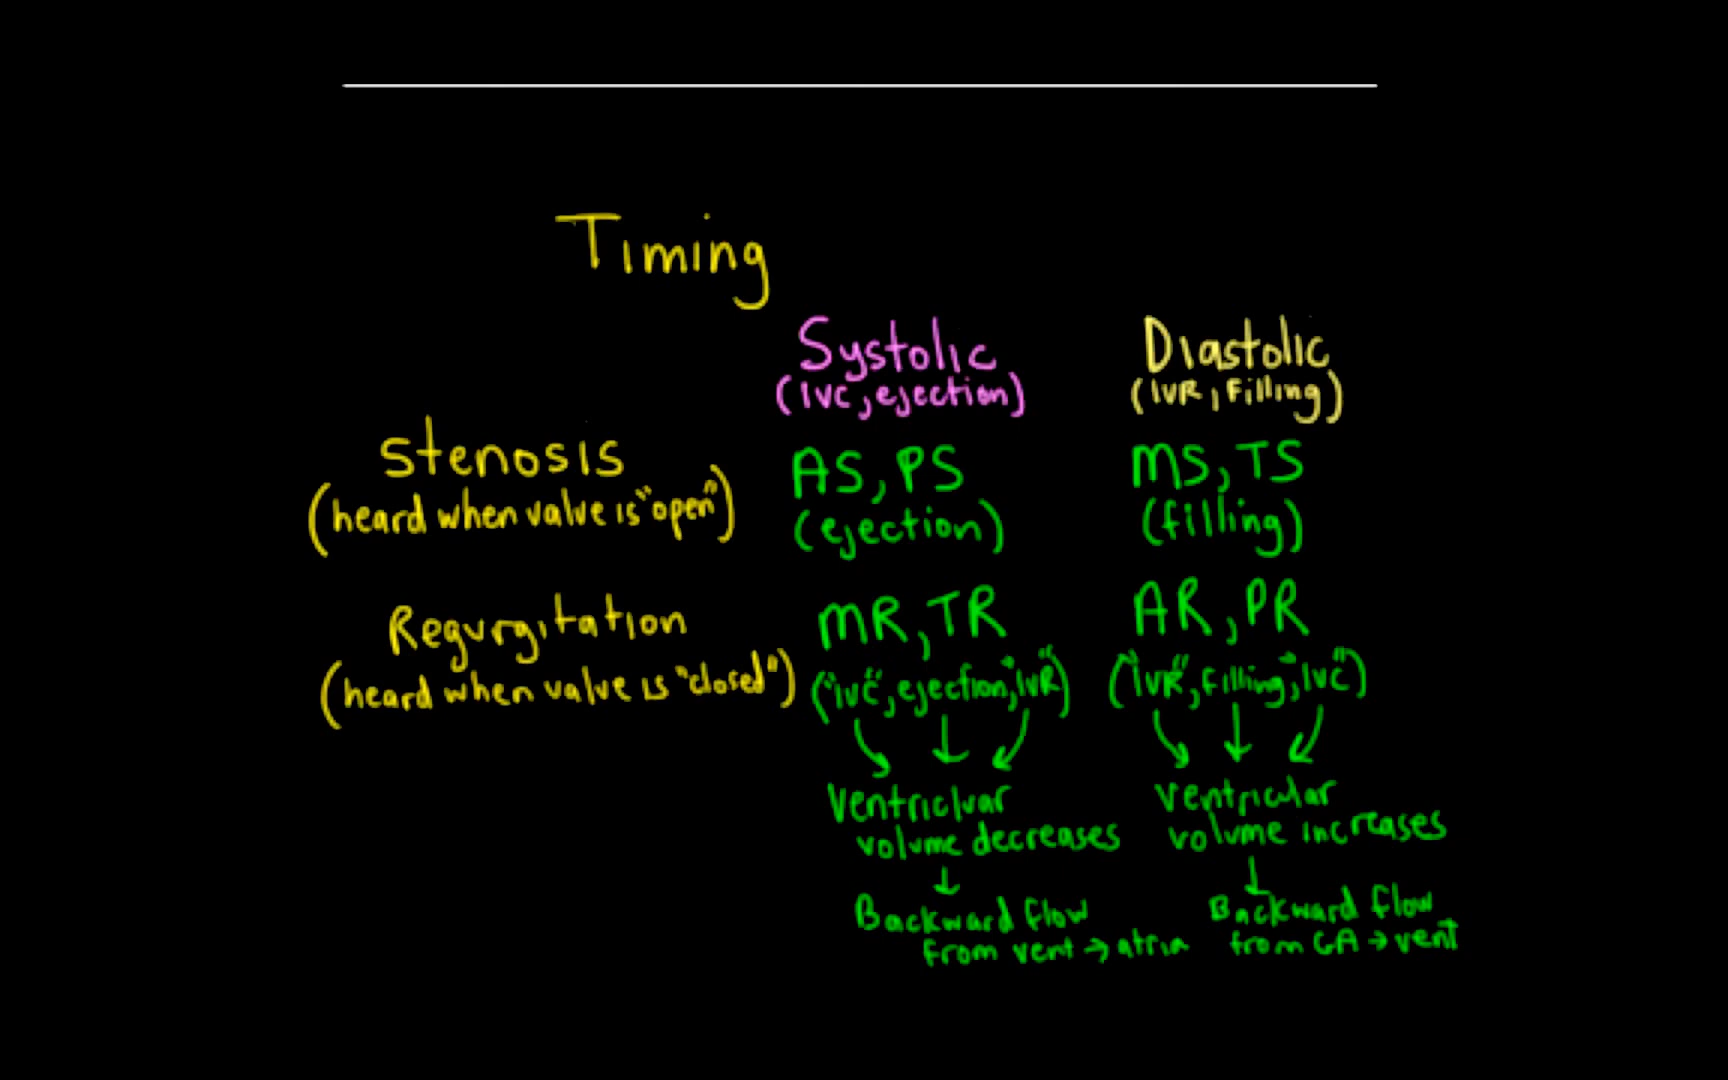 Timing
Systolic
(IVC, ejection)
Diastolic
(IVR, Filling)
Stenosis
(heard when valve is "open")
AS, PS
(ejection)
MS, TS
(filling)
Regurgitation
(heard when valve is "closed")
MR, TR
("IVC", ejection, "IVR")
AR, PR
("IVR", filling, "IVC")
Ventricluar
volume decreases
Ventricular
volume increases
Backward flow
from vent → atria
Backward flow
from GA → vent